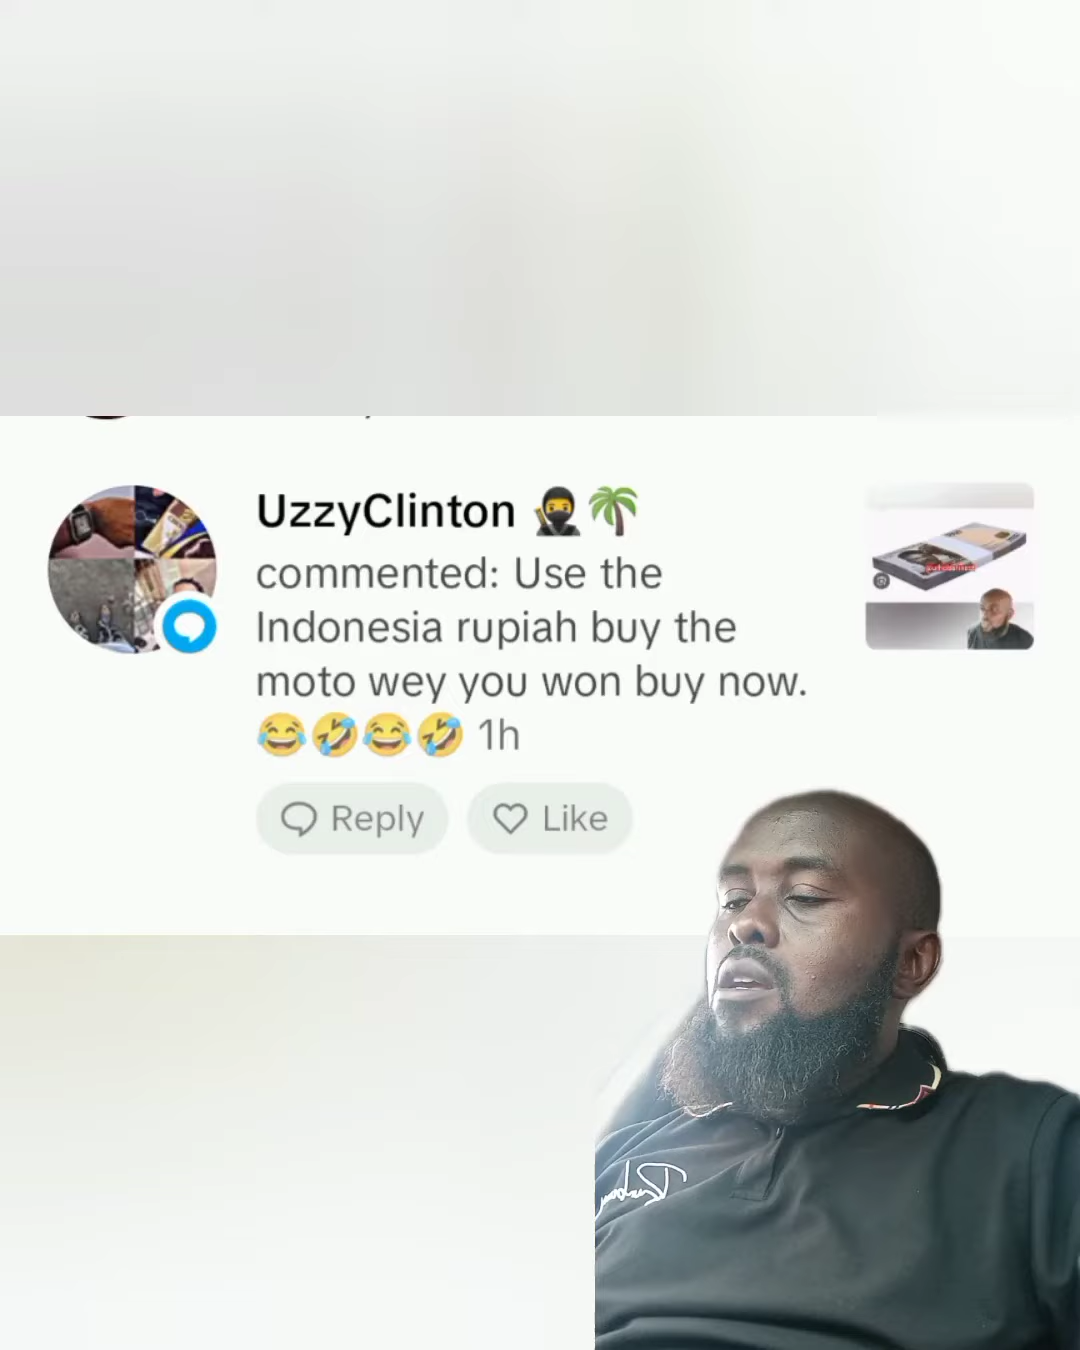 UzzyClinton 🥷🌴
commented: Use the
Indonesia rupiah buy the
moto wey you won buy now.
😂🤣😂🤣 1h
Reply Like